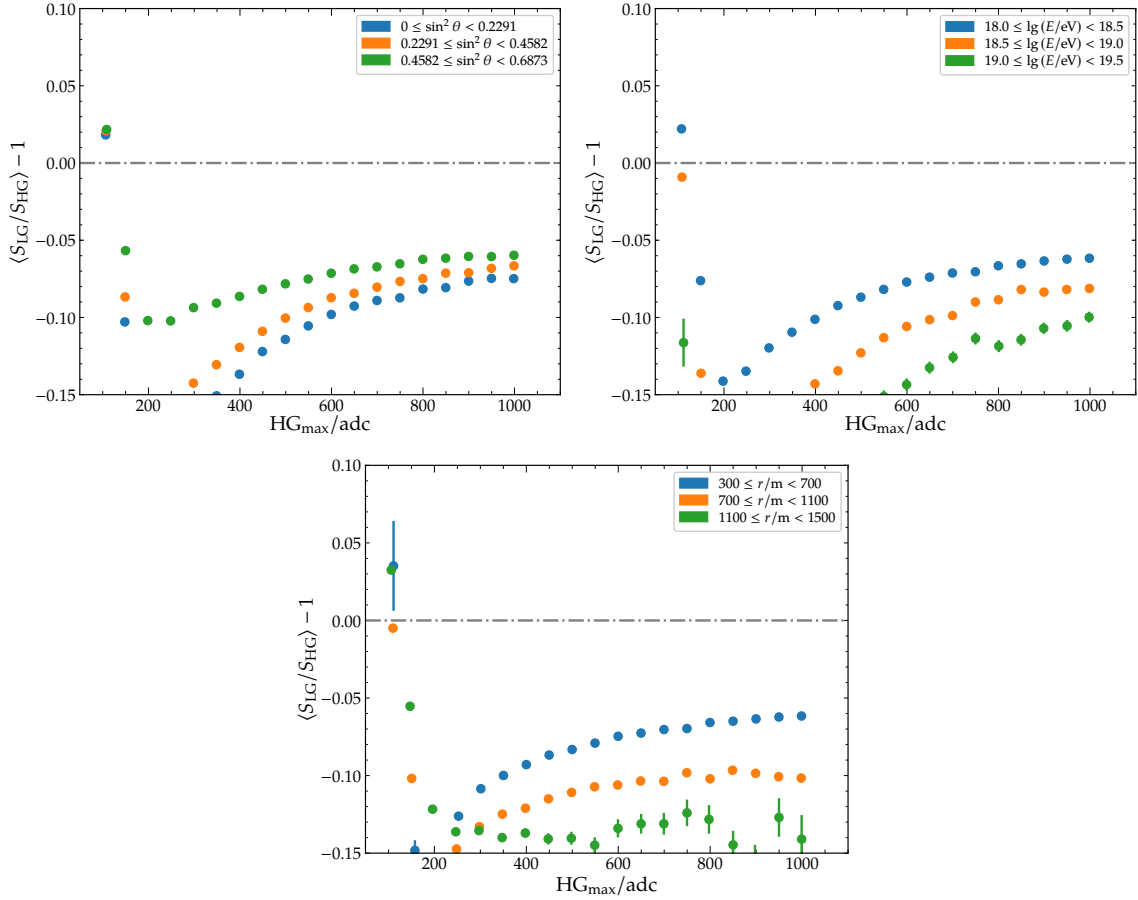 0.10
0.05
0.00
−0.05
−0.10
−0.15
⟨S_LG/S_HG⟩ − 1
0 ≤ sin² θ < 0.2291
0.2291 ≤ sin² θ < 0.4582
0.4582 ≤ sin² θ < 0.6873
200 400 600 800 1000
HG_max/adc
0.10
0.05
0.00
−0.05
−0.10
−0.15
⟨S_LG/S_HG⟩ − 1
18.0 ≤ lg (E/eV) < 18.5
18.5 ≤ lg (E/eV) < 19.0
19.0 ≤ lg (E/eV) < 19.5
200 400 600 800 1000
HG_max/adc
0.10
0.05
0.00
−0.05
−0.10
−0.15
⟨S_LG/S_HG⟩ − 1
300 ≤ r/m < 700
700 ≤ r/m < 1100
1100 ≤ r/m < 1500
200 400 600 800 1000
HG_max/adc